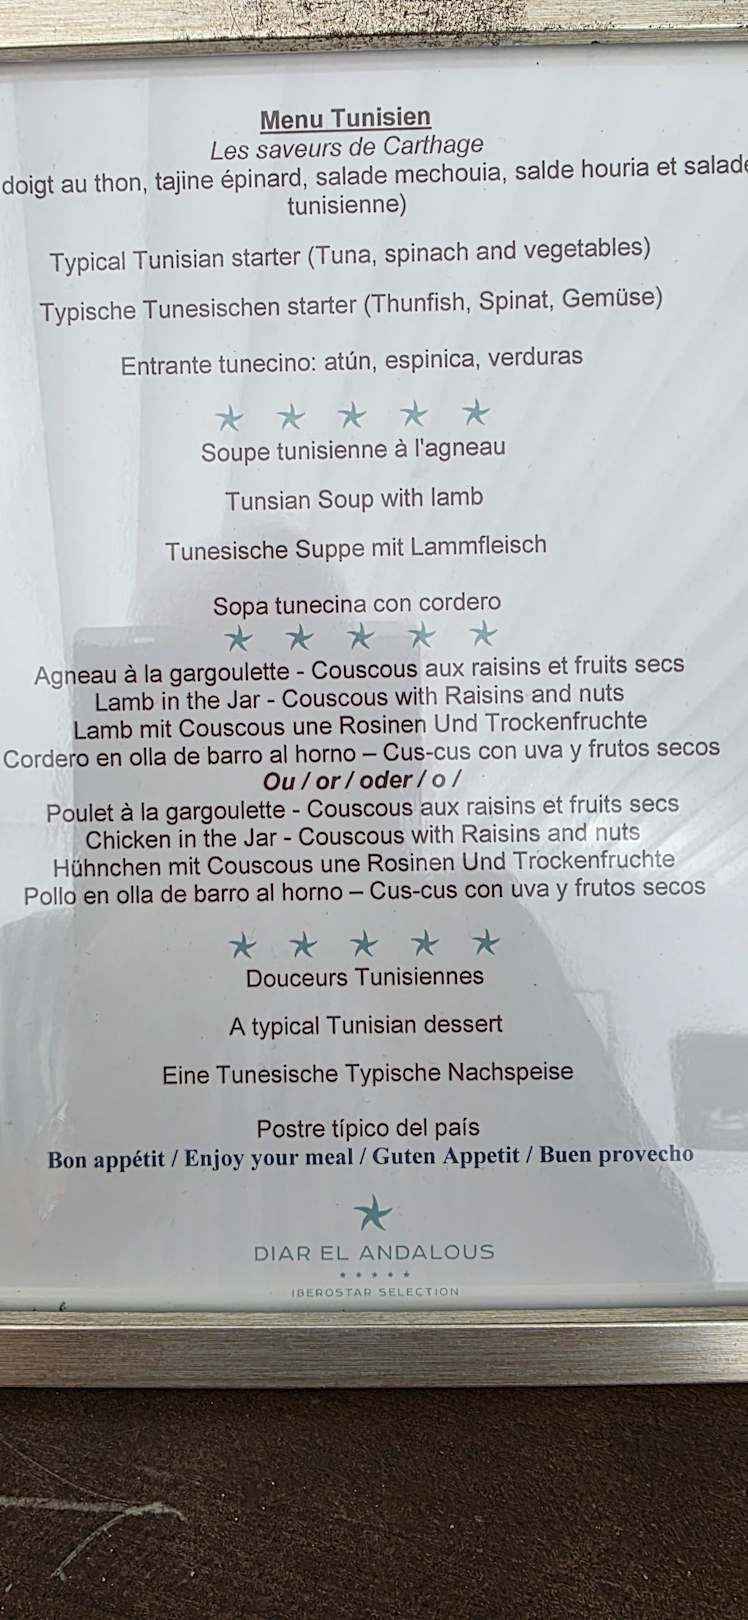 Menu Tunisien
Les saveurs de Carthage
doigt au thon, tajine épinard, salade mechouia, salde houria et salade
tunisienne)
Typical Tunisian starter (Tuna, spinach and vegetables)
Typische Tunesischen starter (Thunfish, Spinat, Gemüse)
Entrante tunecino: atún, espinica, verduras
Soupe tunisienne à l'agneau
Tunsian Soup with lamb
Tunesische Suppe mit Lammfleisch
Sopa tunecina con cordero
Agneau à la gargoulette - Couscous aux raisins et fruits secs
Lamb in the Jar - Couscous with Raisins and nuts
Lamb mit Couscous une Rosinen Und Trockenfruchte
Cordero en olla de barro al horno – Cus-cus con uva y frutos secos
Ou / or / oder / o /
Poulet à la gargoulette - Couscous aux raisins et fruits secs
Chicken in the Jar - Couscous with Raisins and nuts
Hühnchen mit Couscous une Rosinen Und Trockenfruchte
Pollo en olla de barro al horno – Cus-cus con uva y frutos secos
Douceurs Tunisiennes
A typical Tunisian dessert
Eine Tunesische Typische Nachspeise
Postre típico del país
Bon appétit / Enjoy your meal / Guten Appetit / Buen provecho
DIAR EL ANDALOUS
IBEROSTAR SELECTION